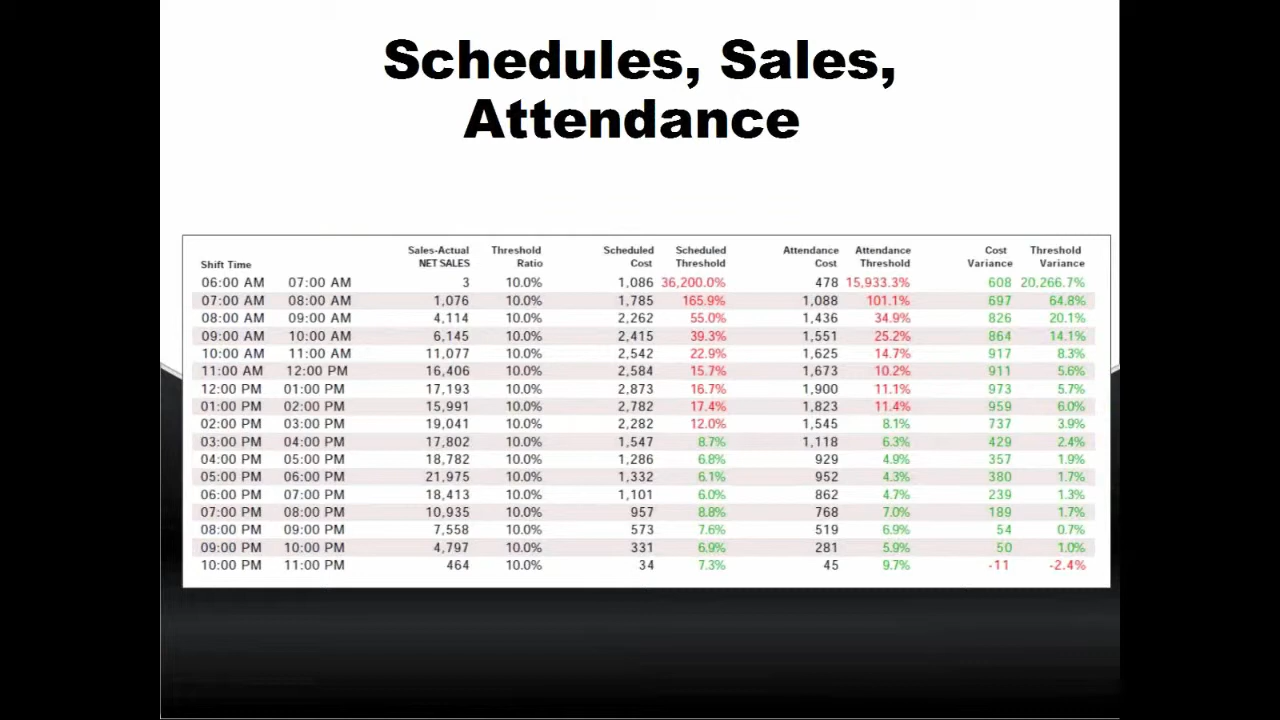 Schedules, Sales,
Attendance
Sales-Actual Threshold Scheduled Scheduled Attendance Attendance Cost Threshold
Shift Time NET SALES Ratio Cost Threshold Cost Threshold Variance Variance
06:00 AM 07:00 AM 3 10.0% 1,086 36,200.0% 478 15,933.3% 608 20,266.7%
07:00 AM 08:00 AM 1,076 10.0% 1,785 165.9% 1,088 101.1% 697 64.8%
08:00 AM 09:00 AM 4,114 10.0% 2,262 55.0% 1,436 34.9% 826 20.1%
09:00 AM 10:00 AM 6,145 10.0% 2,415 39.3% 1,551 25.2% 864 14.1%
10:00 AM 11:00 AM 11,077 10.0% 2,542 22.9% 1,625 14.7% 917 8.3%
11:00 AM 12:00 PM 16,406 10.0% 2,584 15.7% 1,673 10.2% 911 5.6%
12:00 PM 01:00 PM 17,193 10.0% 2,873 16.7% 1,900 11.1% 973 5.7%
01:00 PM 02:00 PM 15,991 10.0% 2,782 17.4% 1,823 11.4% 959 6.0%
02:00 PM 03:00 PM 19,041 10.0% 2,282 12.0% 1,545 8.1% 737 3.9%
03:00 PM 04:00 PM 17,802 10.0% 1,547 8.7% 1,118 6.3% 429 2.4%
04:00 PM 05:00 PM 18,782 10.0% 1,286 6.8% 929 4.9% 357 1.9%
05:00 PM 06:00 PM 21,975 10.0% 1,332 6.1% 952 4.3% 380 1.7%
06:00 PM 07:00 PM 18,413 10.0% 1,101 6.0% 862 4.7% 239 1.3%
07:00 PM 08:00 PM 10,935 10.0% 957 8.8% 768 7.0% 189 1.7%
08:00 PM 09:00 PM 7,558 10.0% 573 7.6% 519 6.9% 54 0.7%
09:00 PM 10:00 PM 4,797 10.0% 331 6.9% 281 5.9% 50 1.0%
10:00 PM 11:00 PM 464 10.0% 34 7.3% 45 9.7% -11 -2.4%